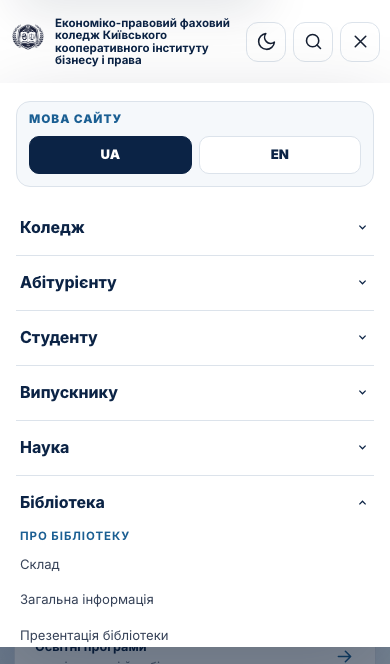 Економіко-правовий фаховий
коледж Київського
кооперативного інституту
бізнесу і права
МОВА САЙТУ
UA
EN
Коледж
Абітурієнту
Студенту
Випускнику
Наука
Бібліотека
ПРО БІБЛІОТЕКУ
Склад
Загальна інформація
Презентація бібліотеки
Освітні програми